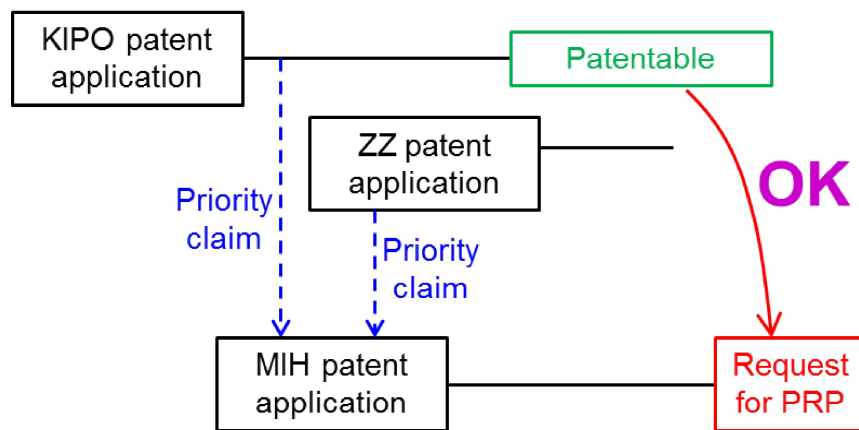 KIPO patent
application
Patentable
ZZ patent
application
OK
Priority
claim
Priority
claim
MIH patent
application
Request
for PRP